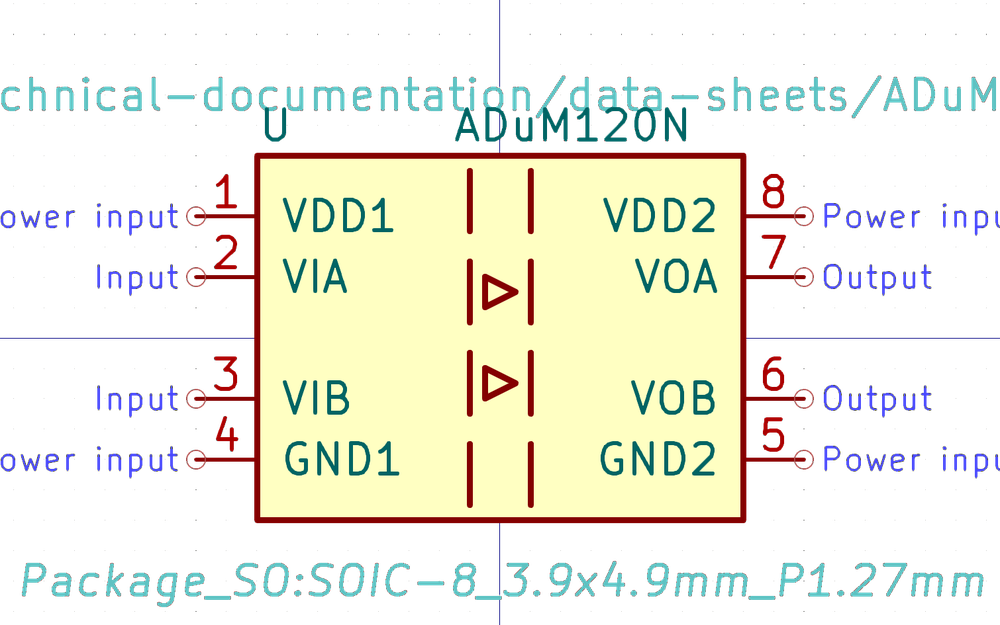 chnical-documentation/data-sheets/ADuM
U ADuM120N
ower input 1 VDD1 VDD2 8 Power inpu
Input 2 VIA VOA 7 Output
Input 3 VIB VOB 6 Output
ower input 4 GND1 GND2 5 Power inpu
Package_SO:SOIC-8_3.9x4.9mm_P1.27mm